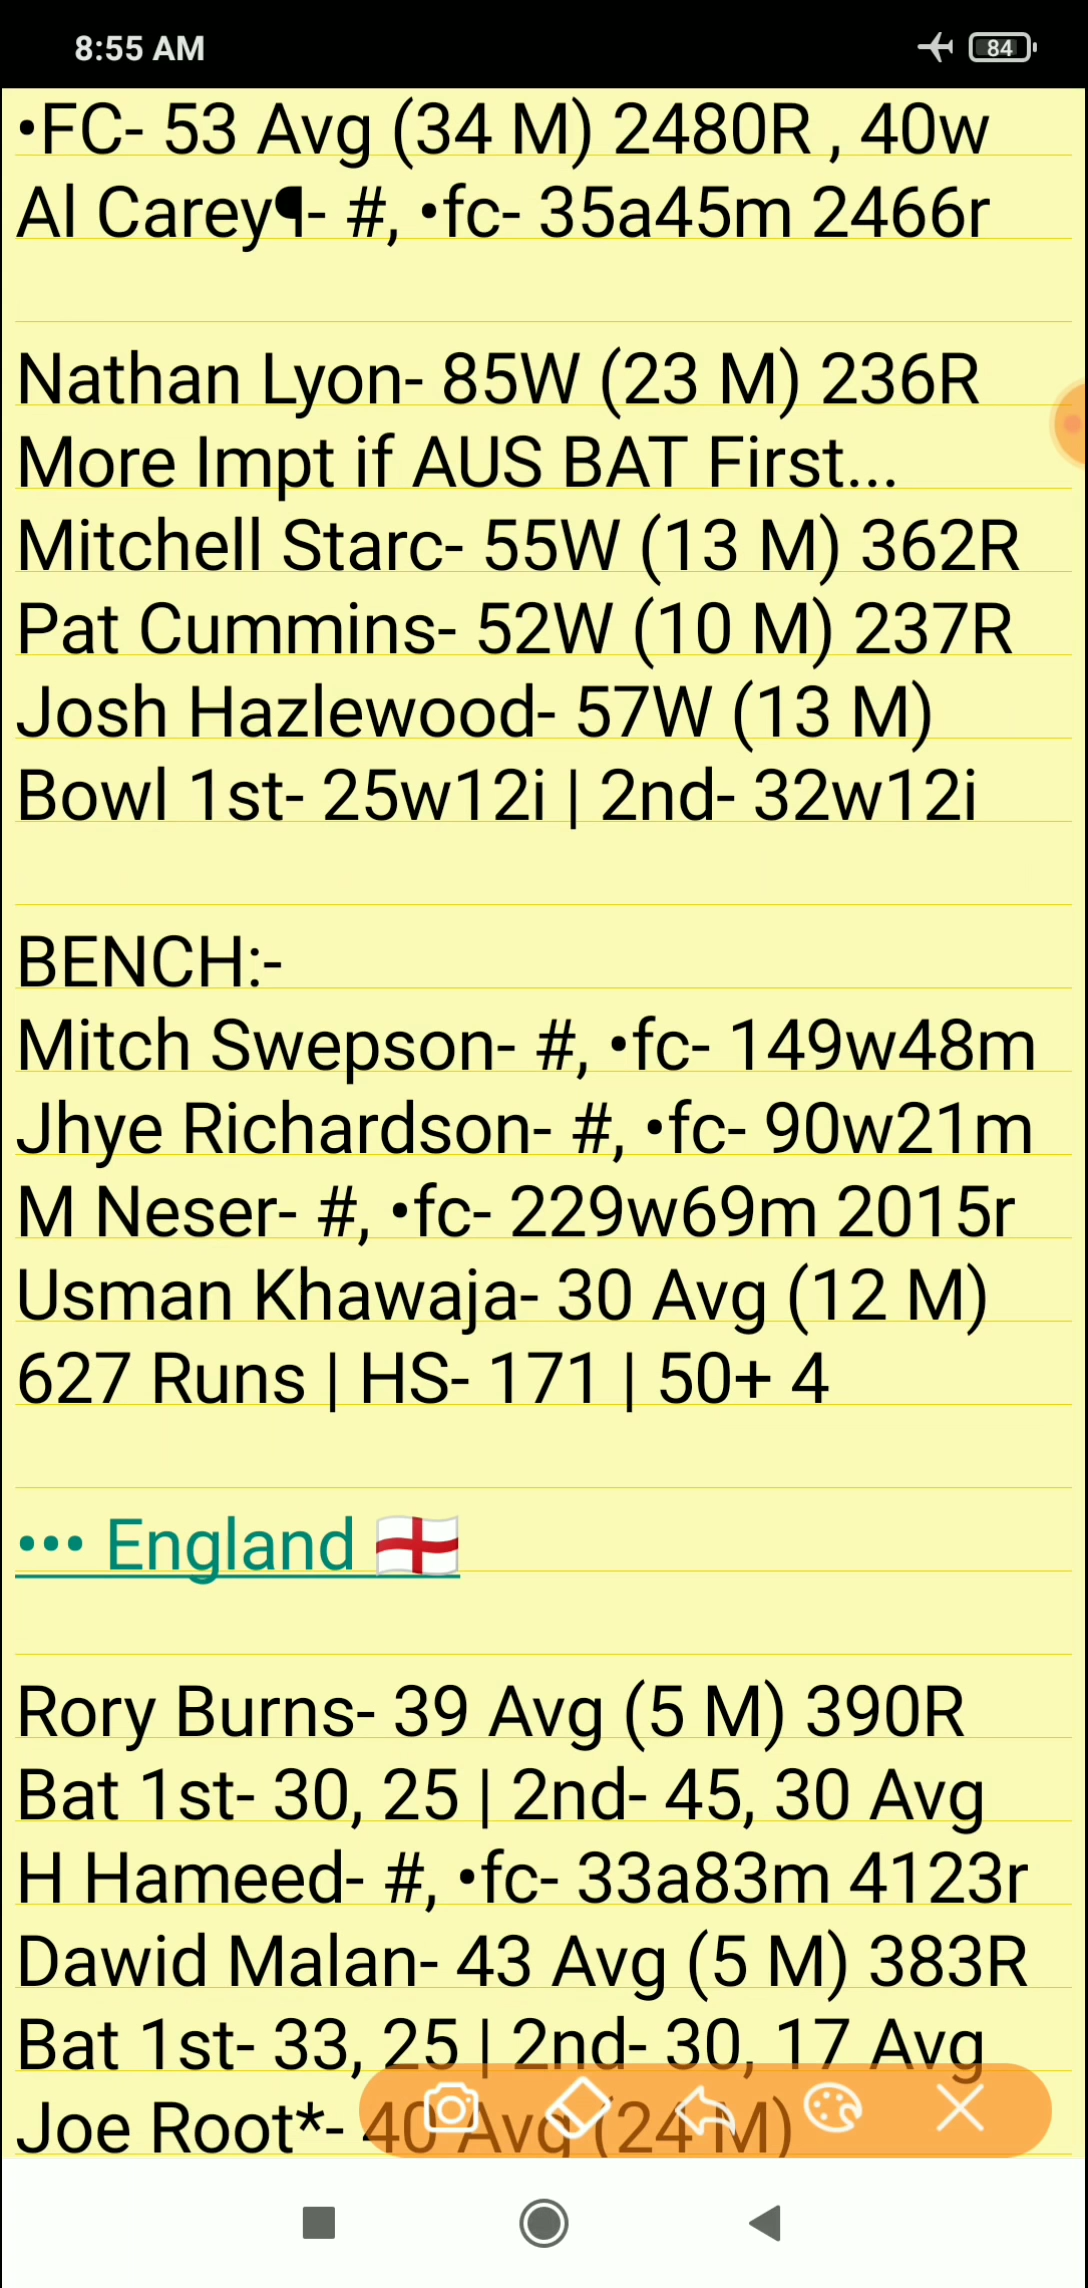 8:55 AM
84
•FC- 53 Avg (34 M) 2480R , 40w
Al Carey¶- #, •fc- 35a45m 2466r
Nathan Lyon- 85W (23 M) 236R
More Impt if AUS BAT First...
Mitchell Starc- 55W (13 M) 362R
Pat Cummins- 52W (10 M) 237R
Josh Hazlewood- 57W (13 M)
Bowl 1st- 25w12i | 2nd- 32w12i
BENCH:-
Mitch Swepson- #, •fc- 149w48m
Jhye Richardson- #, •fc- 90w21m
M Neser- #, •fc- 229w69m 2015r
Usman Khawaja- 30 Avg (12 M)
627 Runs | HS- 171 | 50+ 4
••• England 🏴󠁧󠁢󠁥󠁮󠁧󠁿
Rory Burns- 39 Avg (5 M) 390R
Bat 1st- 30, 25 | 2nd- 45, 30 Avg
H Hameed- #, •fc- 33a83m 4123r
Dawid Malan- 43 Avg (5 M) 383R
Bat 1st- 33, 25 | 2nd- 30, 17 Avg
Joe Root*- 40 Avg (24 M)